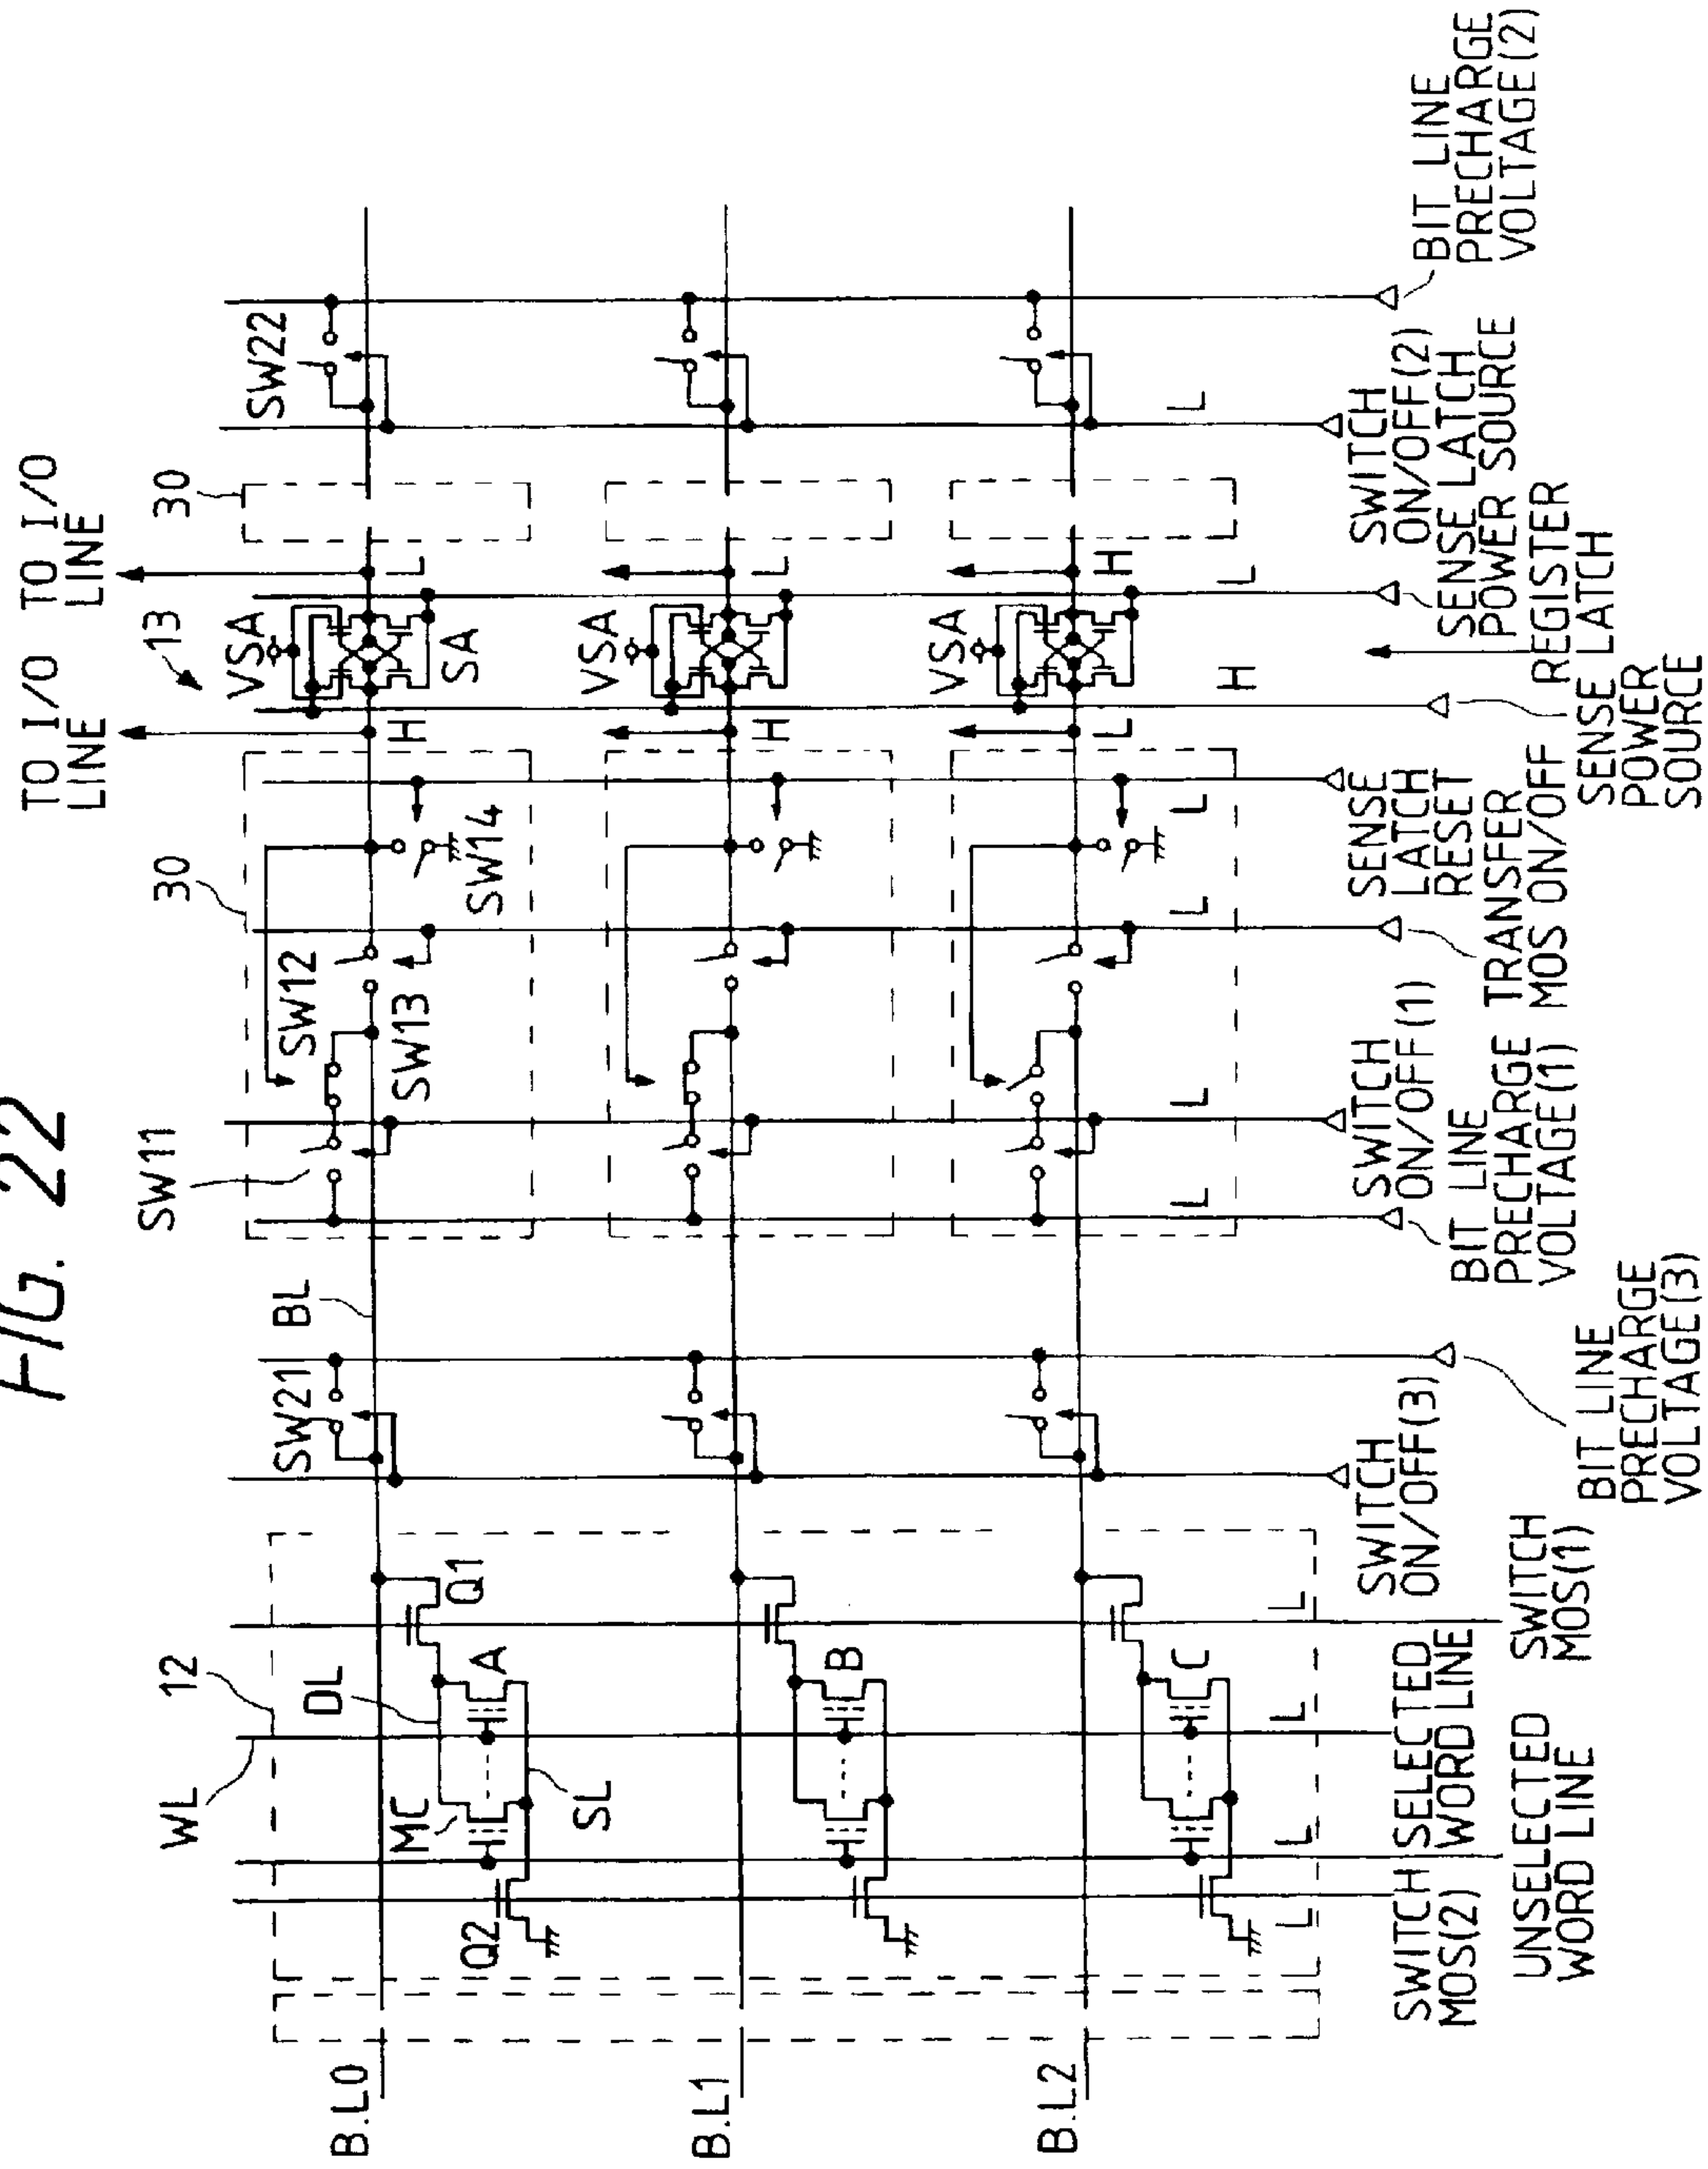 FIG. 22
TO I/O
LINE
TO I/O
LINE
13
WL
12
SW11
30
30
B.L0
Q2
MC
SL
DL
A
Q1
SW21
BL
SW12
SW13
SW14
H
VSA
SA
L
SW22
B.L1
B
H
VSA
L
B.L2
C
L
VSA
H
L
L
L
L
L
L
L
L
H
L
L
SWITCH
MOS(2)
UNSELECTED
WORD LINE
SELECTED
WORD LINE
SWITCH
MOS(1)
SWITCH
ON/OFF(3)
BIT LINE
PRECHARGE
VOLTAGE(3)
BIT LINE
PRECHARGE
VOLTAGE(1)
SWITCH
ON/OFF(1)
TRANSFER
MOS ON/OFF
SENSE
LATCH
RESET
SENSE
POWER
SOURCE
REGISTER
SENSE LATCH
SENSE LATCH
POWER SOURCE
SWITCH
ON/OFF(2)
BIT LINE
PRECHARGE
VOLTAGE(2)